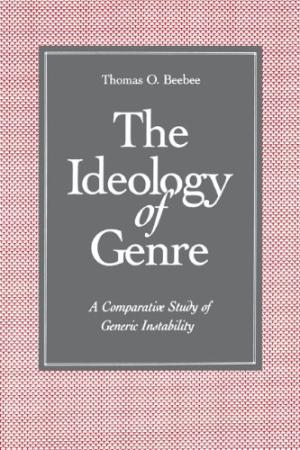 Thomas O. Beebee
The
Ideology
of
Genre
A Comparative Study of
Generic Instability